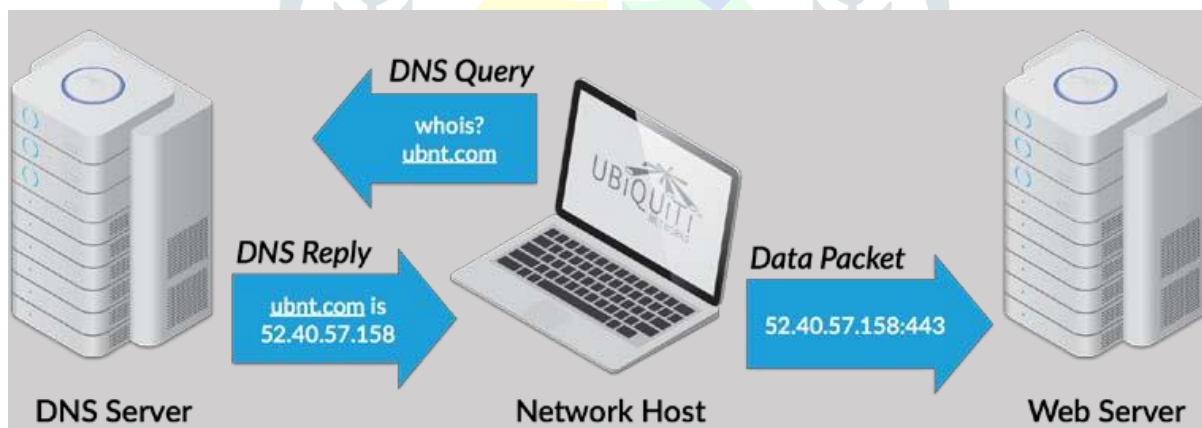 DNS Query
whois?
ubnt.com
UBiQUiTi
NETWORKS
DNS Reply
ubnt.com is
52.40.57.158
Data Packet
52.40.57.158:443
DNS Server
Network Host
Web Server